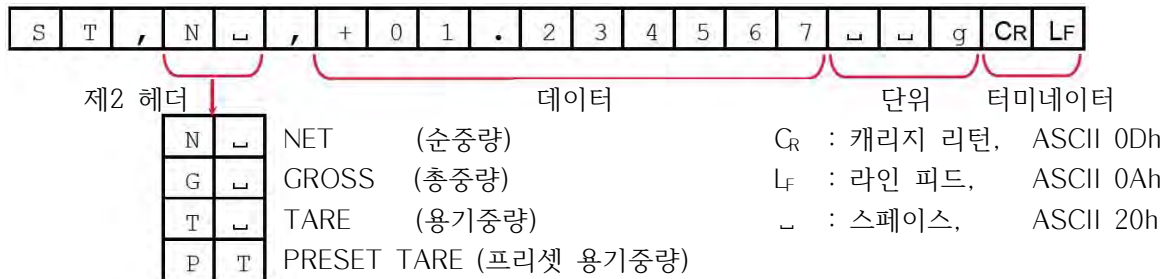 S T , N ␣ , + 0 1 . 2 3 4 5 6 7 ␣ ␣ g CR LF
제2 헤더 데이터 단위 터미네이터
N ␣ NET (순중량) CR : 캐리지 리턴, ASCII 0Dh
G ␣ GROSS (총중량) LF : 라인 피드, ASCII 0Ah
T ␣ TARE (용기중량) ␣ : 스페이스, ASCII 20h
P T PRESET TARE (프리셋 용기중량)